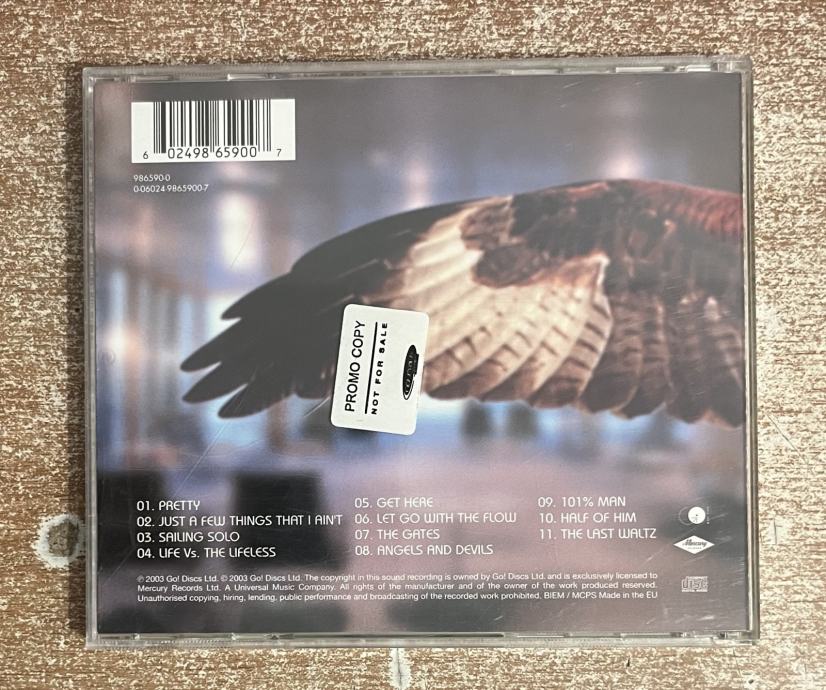 6 02498 65900 7
986590-0
0-06024-9865900-7
PROMO COPY
NOT FOR SALE
01. PRETTY
02. JUST A FEW THINGS THAT I AIN'T
03. SAILING SOLO
04. LIFE Vs. THE LIFELESS
05. GET HERE
06. LET GO WITH THE FLOW
07. THE GATES
08. ANGELS AND DEVILS
09. 101% MAN
10. HALF OF HIM
11. THE LAST WALTZ
Mercury
℗ 2003 Go! Discs Ltd. © 2003 Go! Discs Ltd. The copyright in this sound recording is owned by Go! Discs Ltd. and is exclusively licensed to
Mercury Records Ltd. A Universal Music Company. All rights of the manufacturer and of the owner of the work produced reserved.
Unauthorised copying, hiring, lending, public performance and broadcasting of the recorded work prohibited. BIEM / MCPS Made in the EU